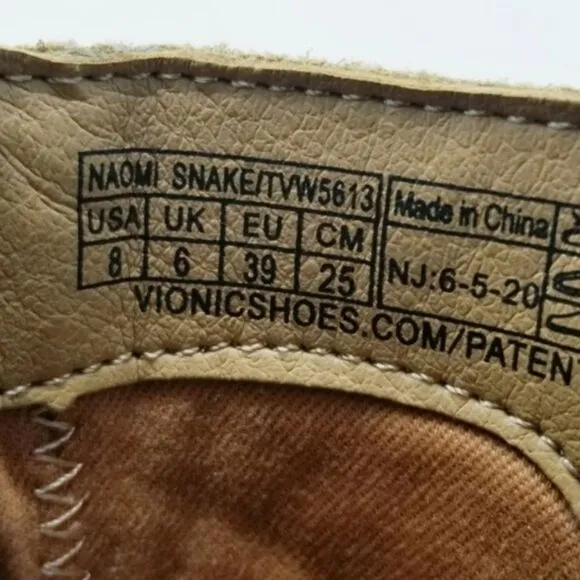 NAOMI SNAKE/TVW5613
USA UK EU CM
8 6 39 25
Made in China
NJ:6-5-20
VIONICSHOES.COM/PATENT